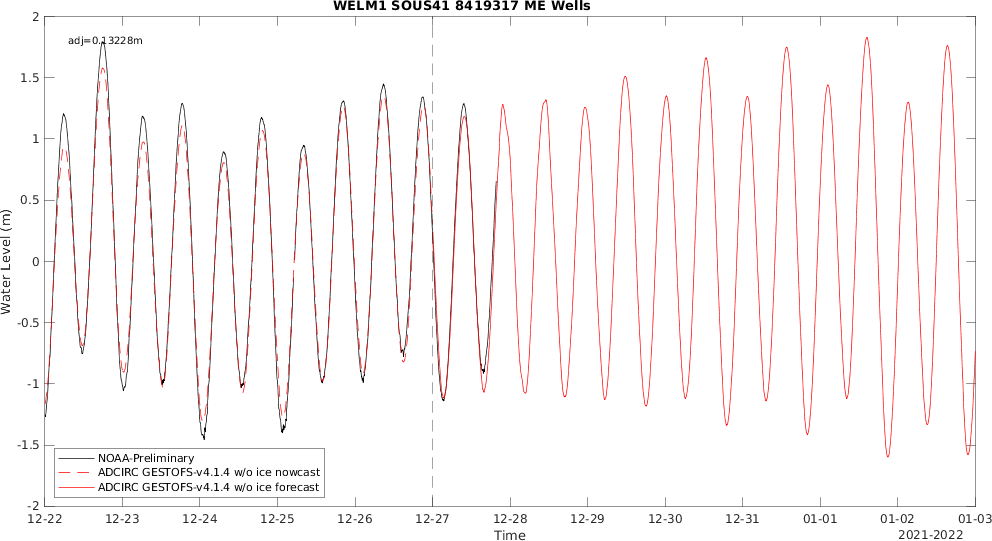 WELM1 SOUS41 8419317 ME Wells
adj=0.13228m
2
1.5
1
0.5
0
-0.5
-1
-1.5
-2
Water Level (m)
NOAA-Preliminary
ADCIRC GESTOFS-v4.1.4 w/o ice nowcast
ADCIRC GESTOFS-v4.1.4 w/o ice forecast
12-22 12-23 12-24 12-25 12-26 12-27 12-28 12-29 12-30 12-31 01-01 01-02 01-03
Time
2021-2022